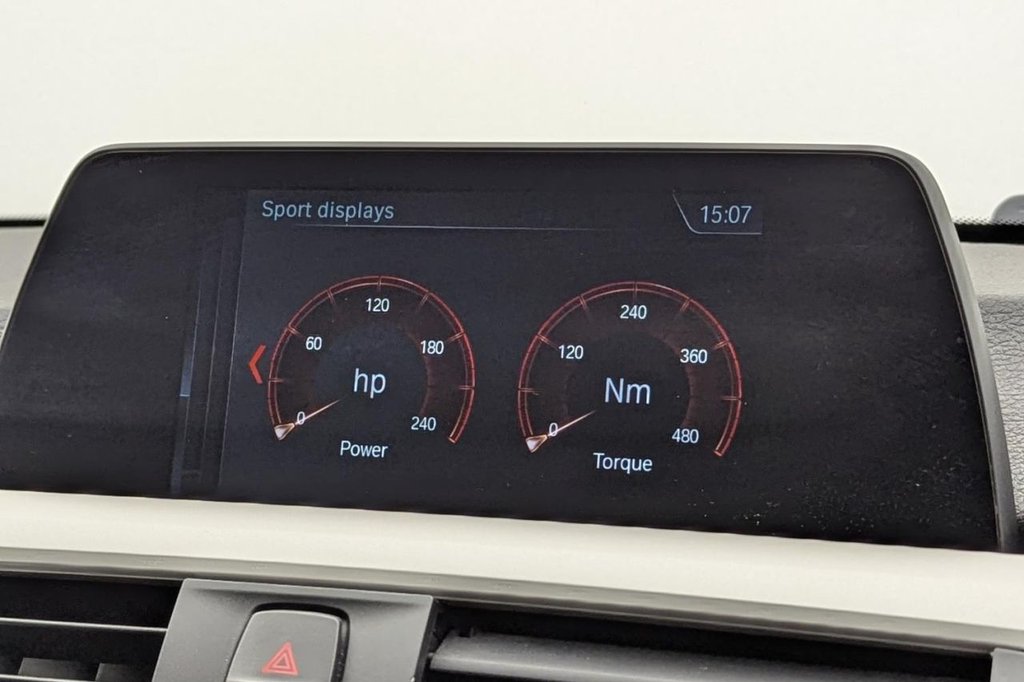 Sport displays
15:07
120
60
180
hp
0
240
Power
240
120
360
Nm
0
480
Torque